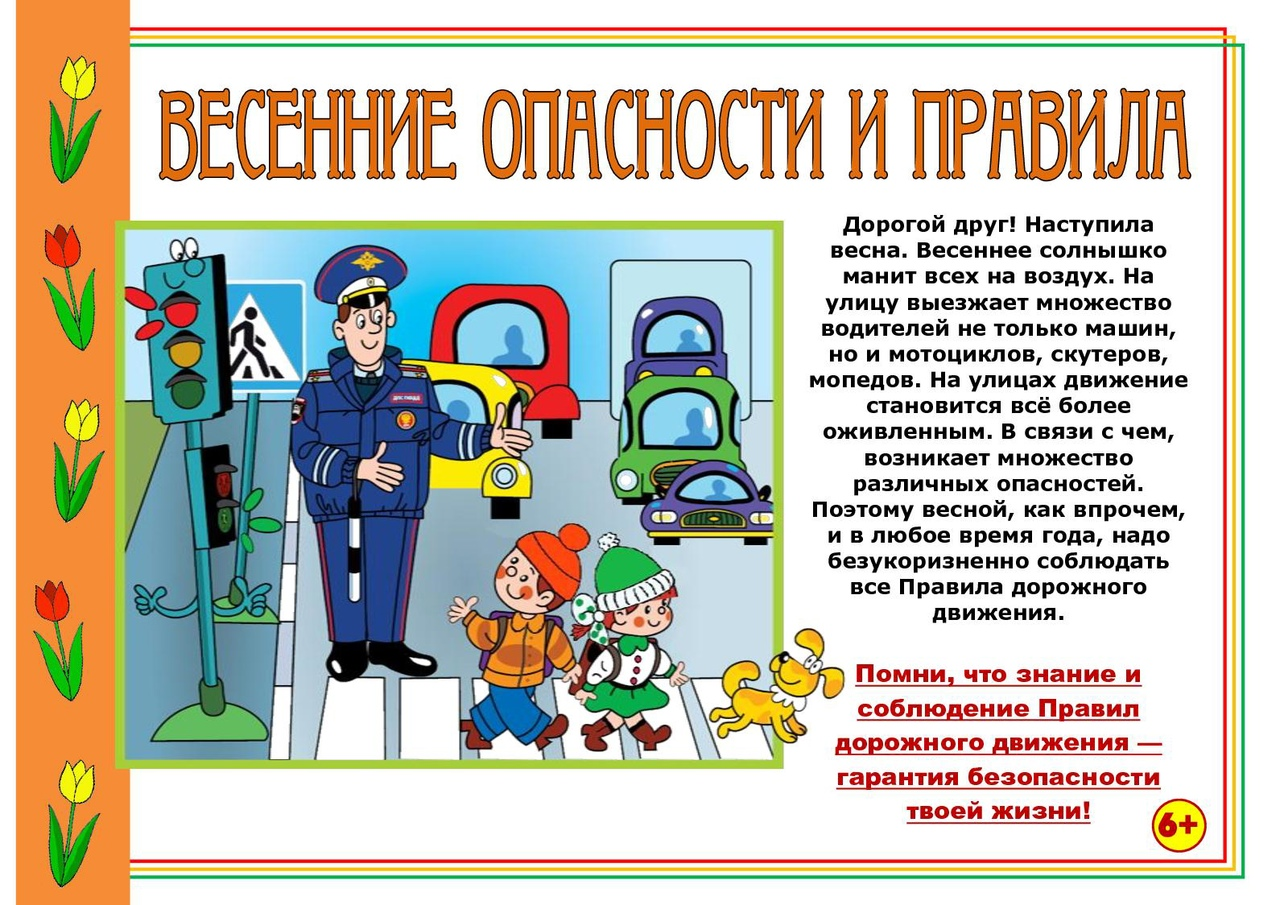 ВЕСЕННИЕ ОПАСНОСТИ И ПРАВИЛА
Дорогой друг! Наступила
весна. Весеннее солнышко
манит всех на воздух. На
улицу выезжает множество
водителей не только машин,
но и мотоциклов, скутеров,
мопедов. На улицах движение
становится всё более
оживленным. В связи с чем,
возникает множество
различных опасностей.
Поэтому весной, как впрочем,
и в любое время года, надо
безукоризненно соблюдать
все Правила дорожного
движения.
Помни, что знание и
соблюдение Правил
дорожного движения —
гарантия безопасности
твоей жизни!
6+